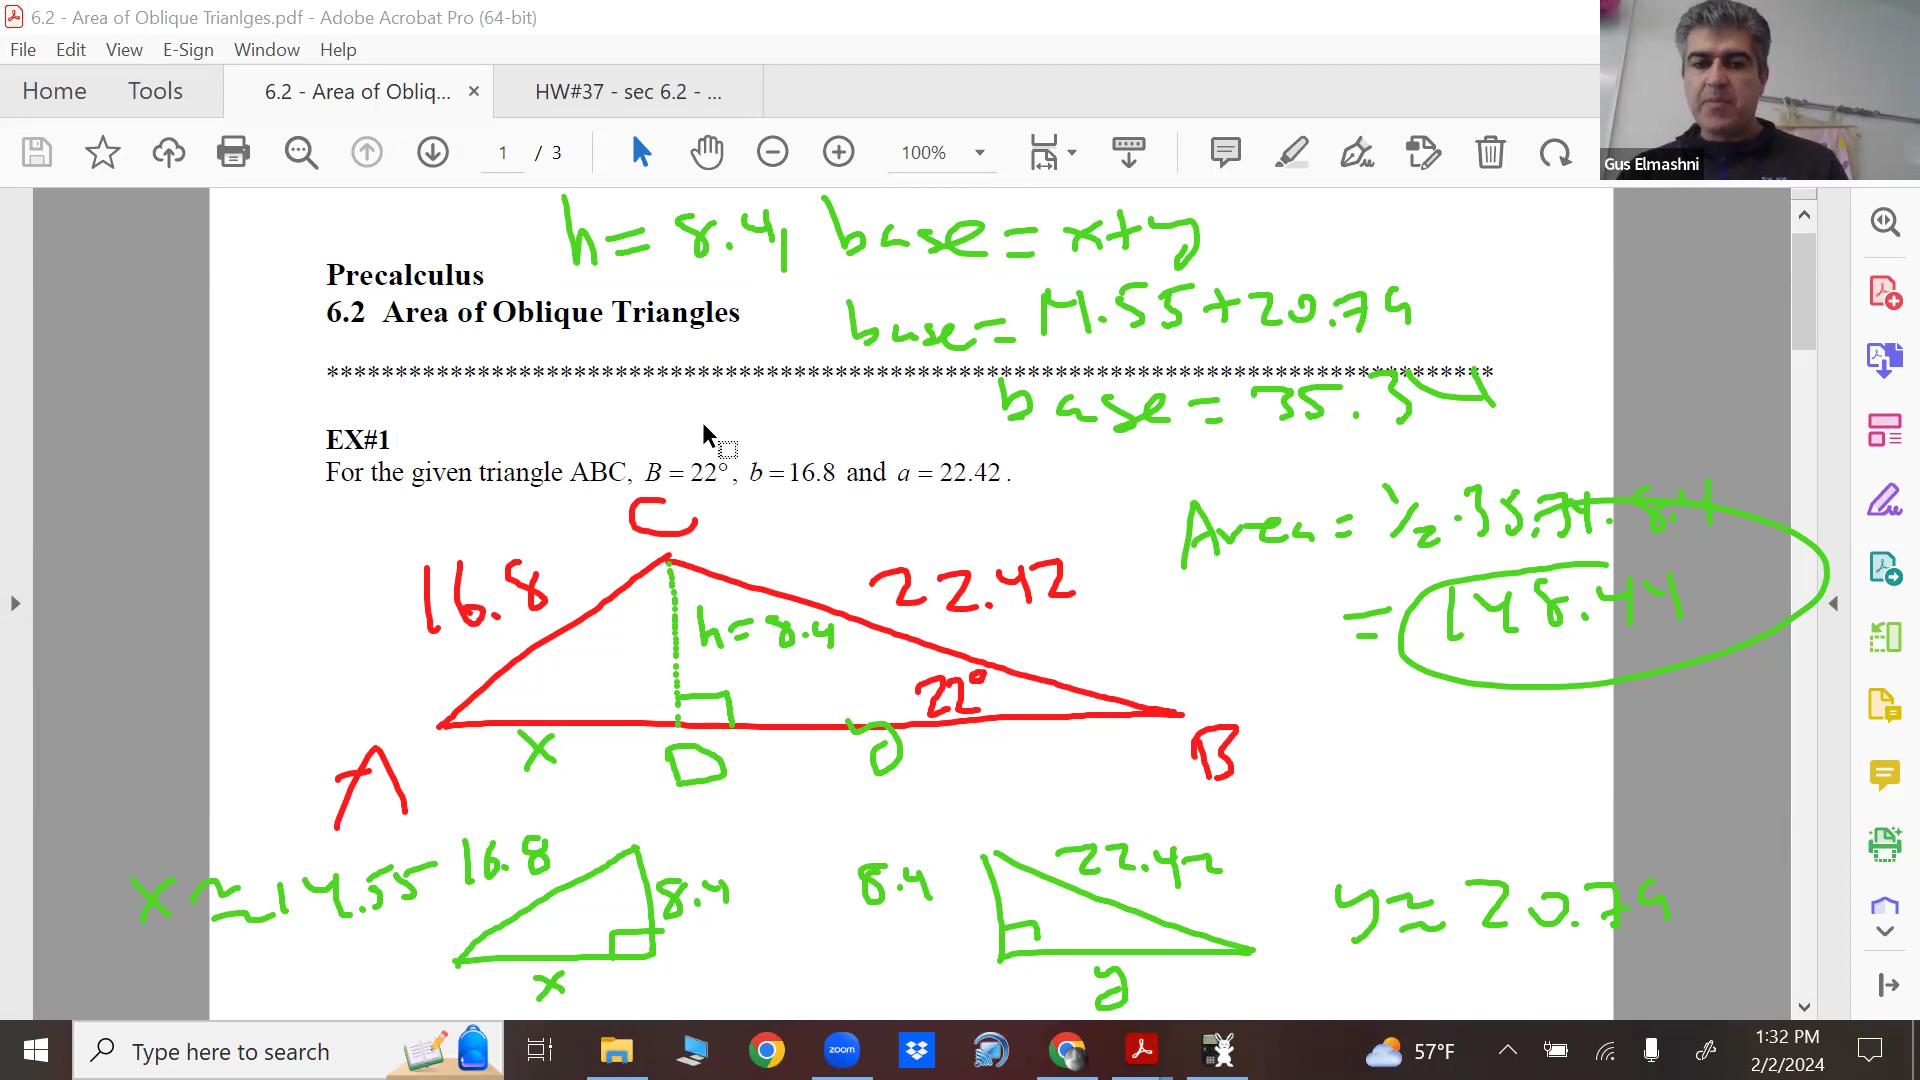 6.2 - Area of Oblique Trianlges.pdf - Adobe Acrobat Pro (64-bit)
File Edit View E-Sign Window Help
Home Tools 6.2 - Area of Obliq... × HW#37 - sec 6.2 - ...
1 / 3 100%
Gus Elmashni
h = 8.4 base = x+y
Precalculus
6.2 Area of Oblique Triangles
base = 14.55+20.79
*************************************************************************************
base = 35.34
EX#1
For the given triangle ABC, B = 22°, b = 16.8 and a = 22.42.
Area = 1/2 · 35.34 · 8.4
= 148.44
C
16.8
22.42
h = 8.4
22°
x D y
A B
x ≈ 14.55 16.8 8.4
x
8.4 22.42 y ≈ 20.79
y
Type here to search
zoom
57°F
1:32 PM
2/2/2024